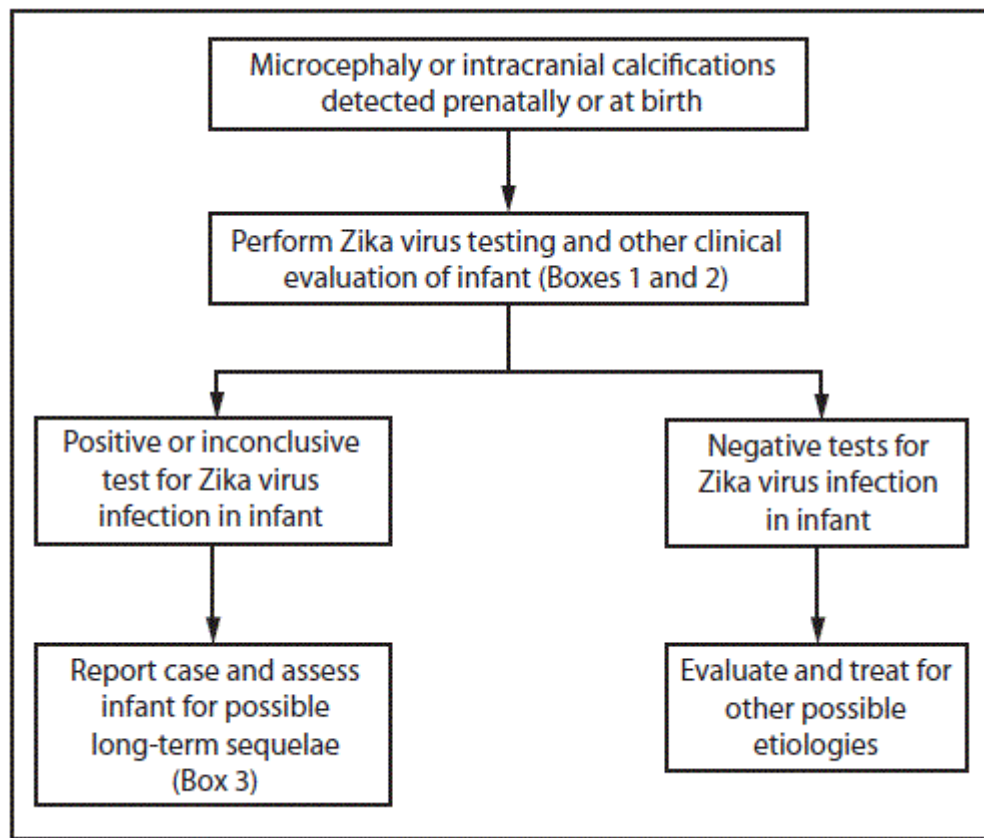 Microcephaly or intracranial calcifications
detected prenatally or at birth
Perform Zika virus testing and other clinical
evaluation of infant (Boxes 1 and 2)
Positive or inconclusive
test for Zika virus
infection in infant
Negative tests for
Zika virus infection
in infant
Report case and assess
infant for possible
long-term sequelae
(Box 3)
Evaluate and treat for
other possible
etiologies